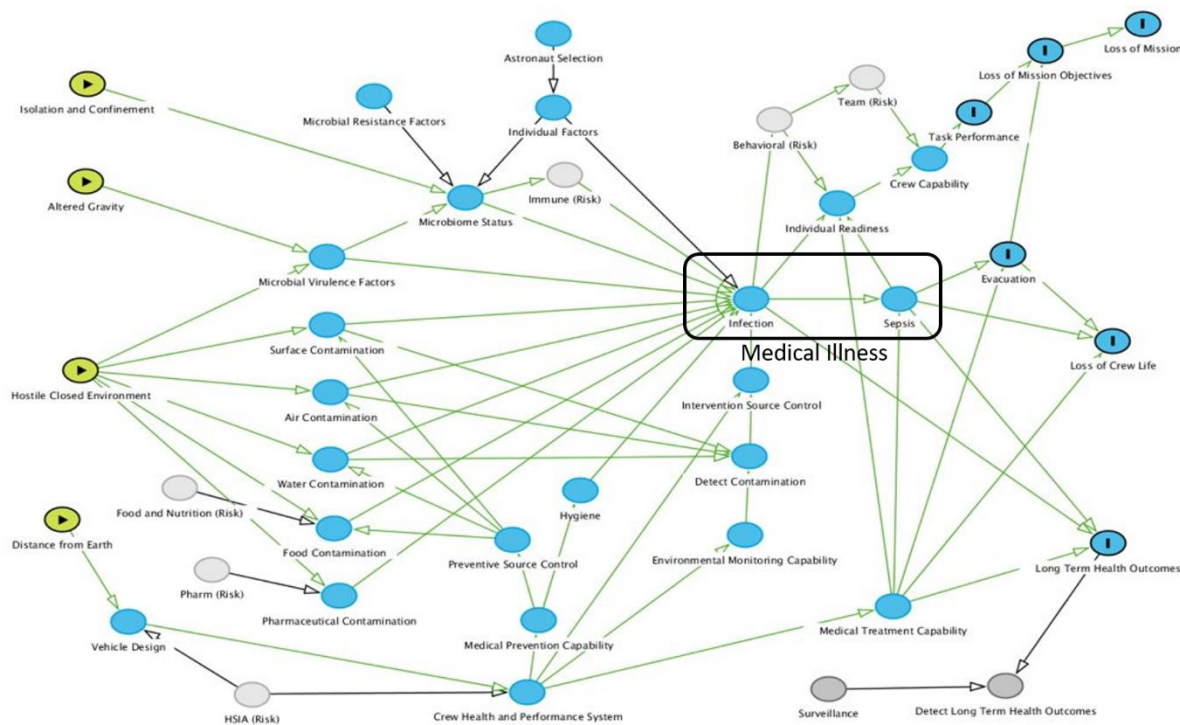 Astronaut Selection
Loss of Mission
Loss of Mission Objectives
Isolation and Confinement
Microbial Resistance Factors
Individual Factors
Team (Risk)
Task Performance
Behavioral (Risk)
Crew Capability
Immune (Risk)
Altered Gravity
Microbiome Status
Individual Readiness
Microbial Virulence Factors
Evacuation
Infection
Sepsis
Medical Illness
Surface Contamination
Loss of Crew Life
Hostile Closed Environment
Intervention Source Control
Air Contamination
Water Contamination
Detect Contamination
Food and Nutrition (Risk)
Hygiene
Distance from Earth
Food Contamination
Preventive Source Control
Environmental Monitoring Capability
Long Term Health Outcomes
Pharm (Risk)
Pharmaceutical Contamination
Medical Treatment Capability
Vehicle Design
Medical Prevention Capability
HSIA (Risk)
Crew Health and Performance System
Surveillance
Detect Long Term Health Outcomes